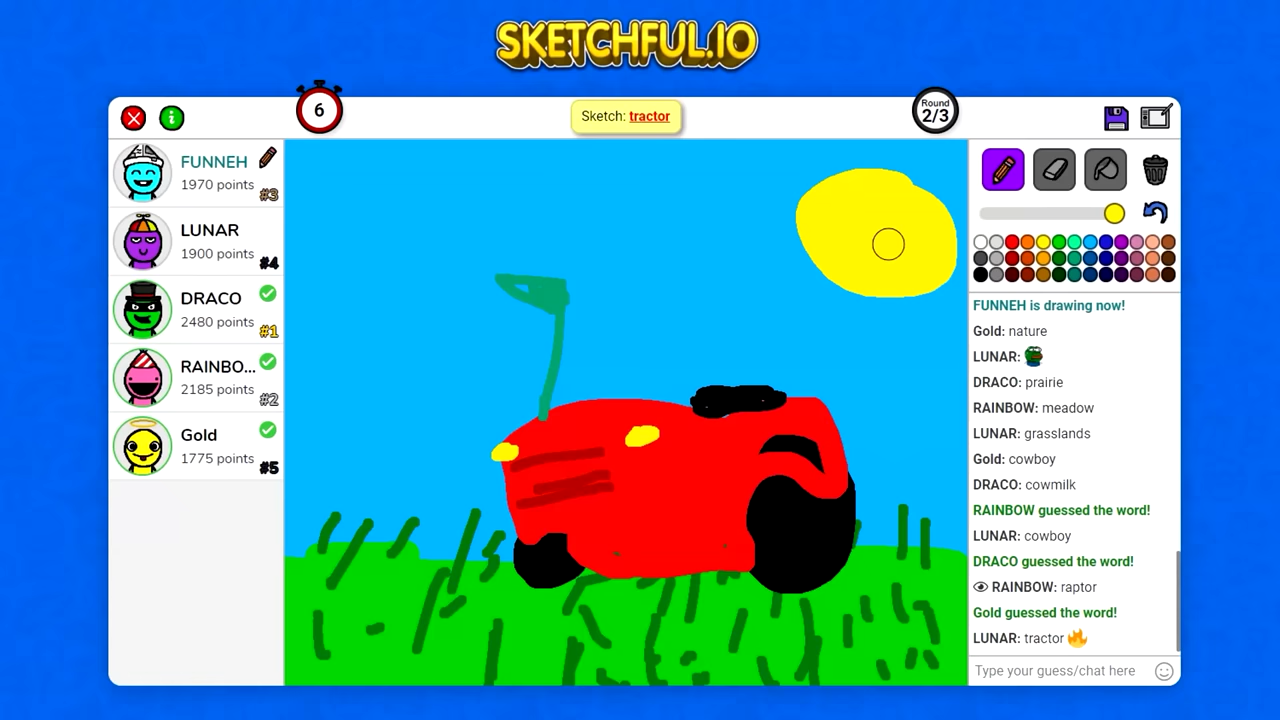 SKETCHFUL.IO
6
Sketch: tractor
Round
2/3
FUNNEH
1970 points
#3
LUNAR
1900 points
#4
DRACO
2480 points
#1
RAINBO...
2185 points
#2
Gold
1775 points
#5
FUNNEH is drawing now!
Gold: nature
LUNAR:
DRACO: prairie
RAINBOW: meadow
LUNAR: grasslands
Gold: cowboy
DRACO: cowmilk
RAINBOW guessed the word!
LUNAR: cowboy
DRACO guessed the word!
RAINBOW: raptor
Gold guessed the word!
LUNAR: tractor 🔥
Type your guess/chat here